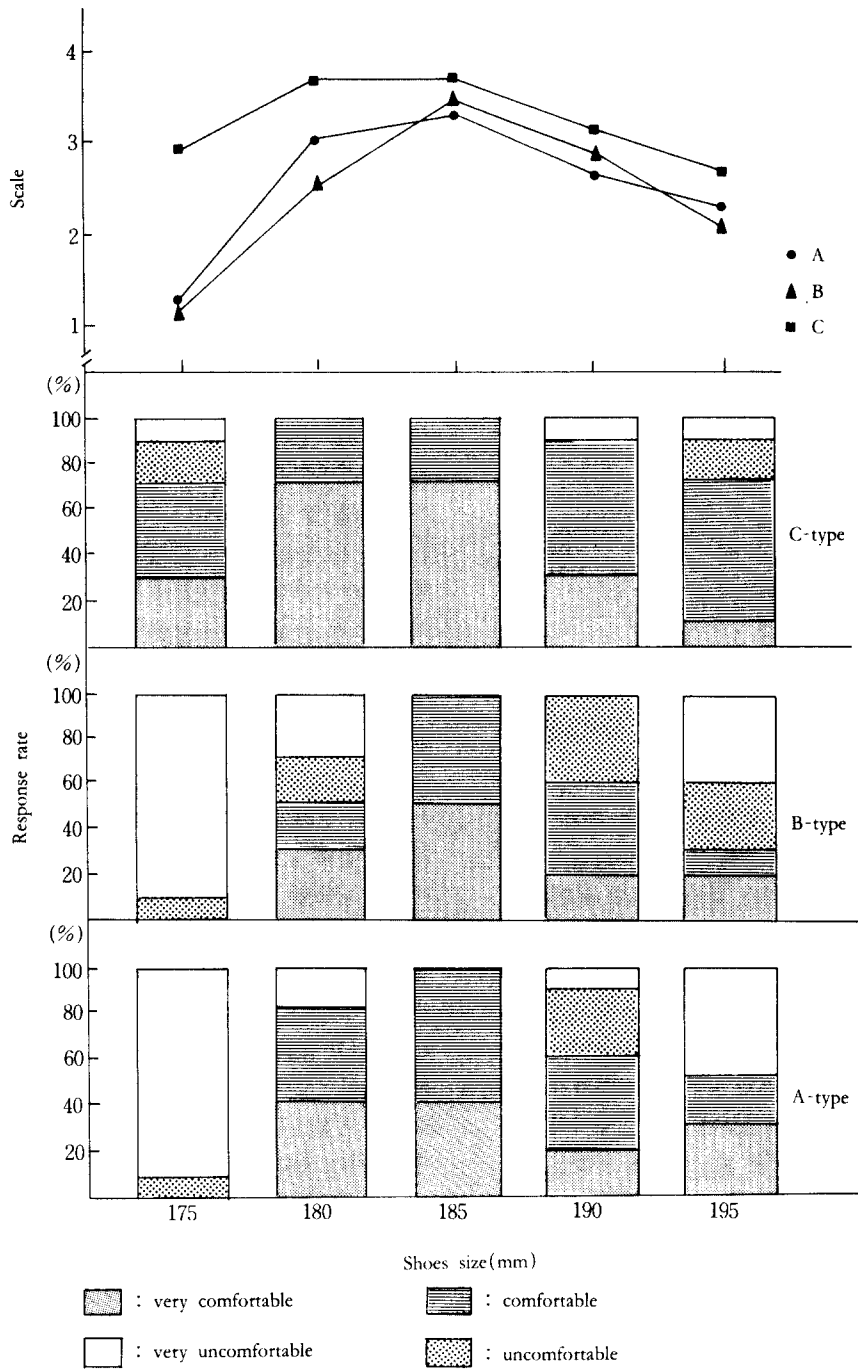 4
3
2
1
Scale
A
B
C
(%)
100
80
60
40
20
C-type
(%)
100
80
60
40
20
B-type
Response rate
(%)
100
80
60
40
20
A-type
175 180 185 190 195
Shoes size(mm)
: very comfortable : comfortable
: very uncomfortable : uncomfortable